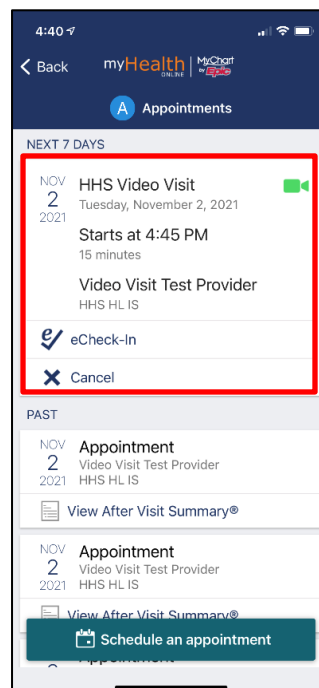 4:40
Back
myHealth ONLINE | MyChart by Epic
A Appointments
NEXT 7 DAYS
NOV 2 2021
HHS Video Visit
Tuesday, November 2, 2021
Starts at 4:45 PM
15 minutes
Video Visit Test Provider
HHS HL IS
eCheck-In
Cancel
PAST
NOV 2 2021
Appointment
Video Visit Test Provider
HHS HL IS
View After Visit Summary®
NOV 2 2021
Appointment
Video Visit Test Provider
HHS HL IS
View After Visit Summary®
Schedule an appointment
Appointment